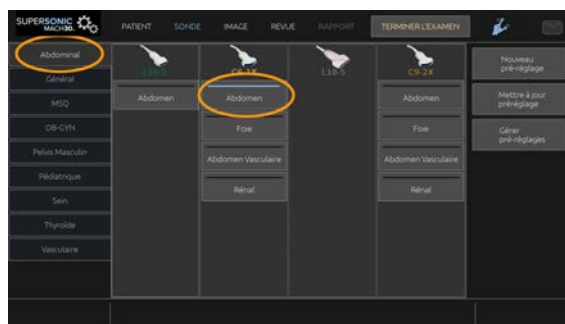 SUPERSONIC
MACH30.
PATIENT SONDE IMAGE REVUE RAPPORT TERMINER L'EXAMEN
Abdominal
Général
MSQ
OB-GYN
Pelvis Masculin
Pédiatrique
Sein
Thyroïde
Vasculaire
C6-1X
L18-5
C9-2X
Abdomen
Abdomen
Foie
Abdomen Vasculaire
Rénal
Abdomen
Foie
Abdomen Vasculaire
Rénal
Nouveau
pré-réglage
Mettre à jour
préréglage
Gérer
pré-réglages